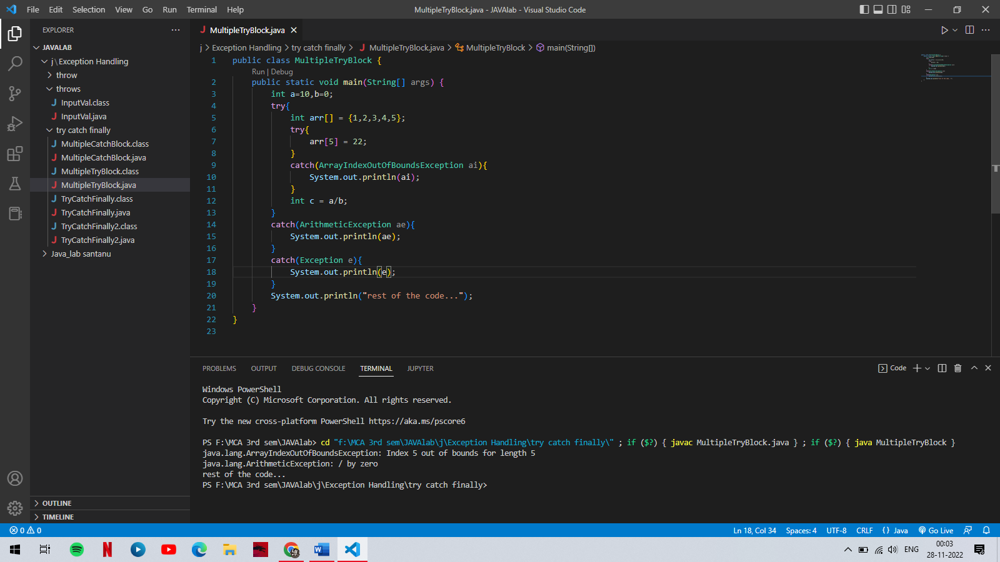 File Edit Selection View Go Run Terminal Help
MultipleTryBlock.java - JAVAlab - Visual Studio Code
EXPLORER
JAVALAB
j\Exception Handling
throw
throws
InputVal.class
InputVal.java
try catch finally
MultipleCatchBlock.class
MultipleCatchBlock.java
MultipleTryBlock.class
MultipleTryBlock.java
TryCatchFinally.class
TryCatchFinally.java
TryCatchFinally2.class
TryCatchFinally2.java
Java_lab santanu
OUTLINE
TIMELINE
MultipleTryBlock.java
j > Exception Handling > try catch finally > MultipleTryBlock.java > MultipleTryBlock > main(String[])
1 public class MultipleTryBlock {
Run | Debug
2 public static void main(String[] args) {
3 int a=10,b=0;
4 try{
5 int arr[] = {1,2,3,4,5};
6 try{
7 arr[5] = 22;
8 }
9 catch(ArrayIndexOutOfBoundsException ai){
10 System.out.println(ai);
11 }
12 int c = a/b;
13 }
14 catch(ArithmeticException ae){
15 System.out.println(ae);
16 }
17 catch(Exception e){
18 System.out.println(e);
19 }
20 System.out.println("rest of the code...");
21 }
22 }
23
PROBLEMS OUTPUT DEBUG CONSOLE TERMINAL JUPYTER
Code
Windows PowerShell
Copyright (C) Microsoft Corporation. All rights reserved.
Try the new cross-platform PowerShell https://aka.ms/pscore6
PS F:\MCA 3rd sem\JAVAlab> cd "f:\MCA 3rd sem\JAVAlab\j\Exception Handling\try catch finally\" ; if ($?) { javac MultipleTryBlock.java } ; if ($?) { java MultipleTryBlock }
java.lang.ArrayIndexOutOfBoundsException: Index 5 out of bounds for length 5
java.lang.ArithmeticException: / by zero
rest of the code...
PS F:\MCA 3rd sem\JAVAlab\j\Exception Handling\try catch finally>
0 0
Ln 18, Col 34 Spaces: 4 UTF-8 CRLF {} Java Go Live
ENG
00:03
28-11-2022